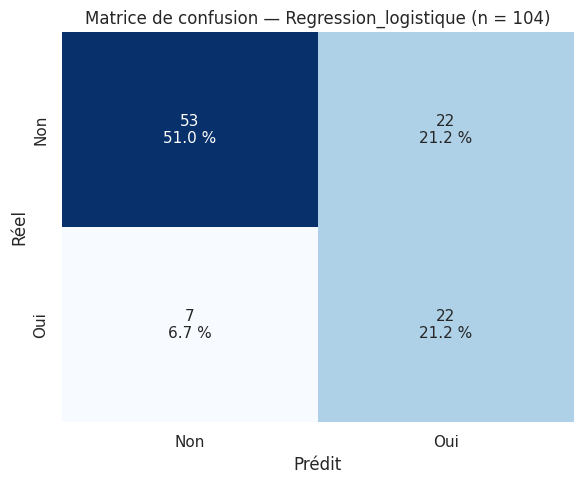 Matrice de confusion — Regression_logistique (n = 104)
Réel
Non
53
51.0 %
22
21.2 %
Oui
7
6.7 %
22
21.2 %
Non
Oui
Prédit